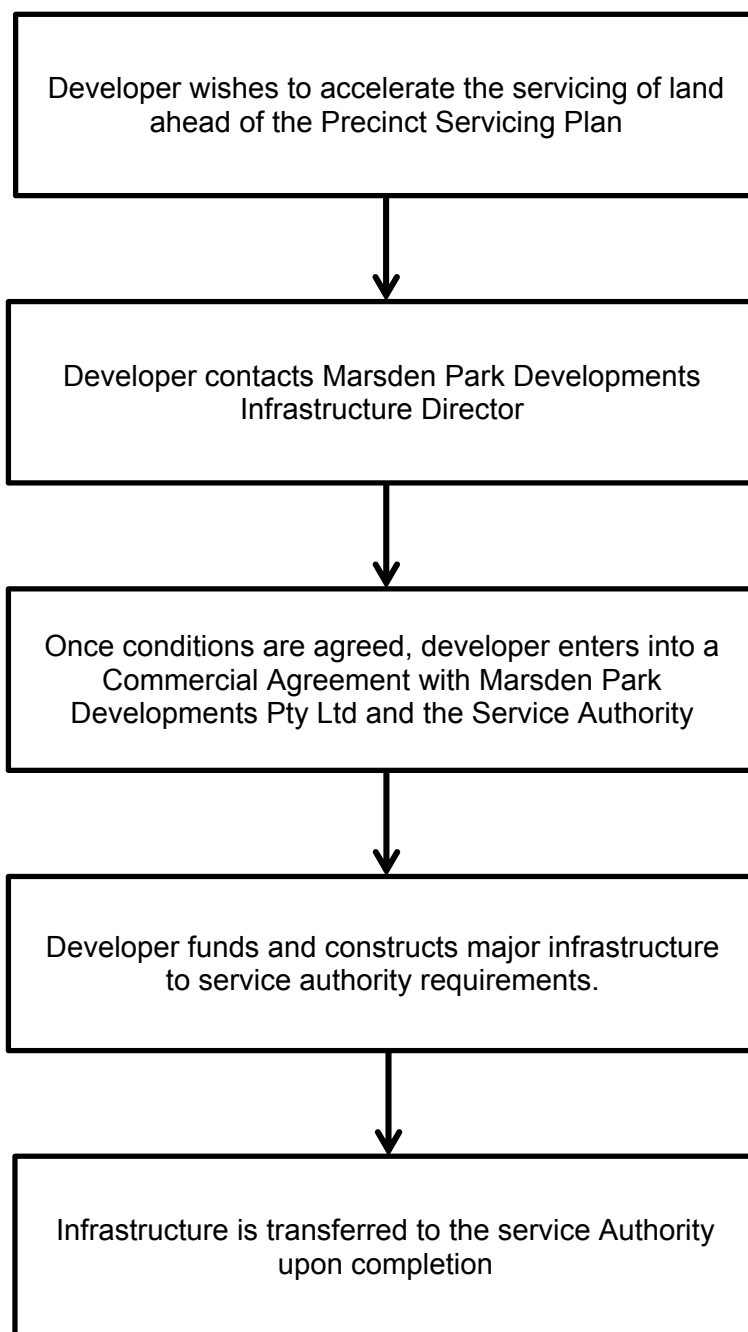 Developer wishes to accelerate the servicing of land
ahead of the Precinct Servicing Plan
Developer contacts Marsden Park Developments
Infrastructure Director
Once conditions are agreed, developer enters into a
Commercial Agreement with Marsden Park
Developments Pty Ltd and the Service Authority
Developer funds and constructs major infrastructure
to service authority requirements.
Infrastructure is transferred to the service Authority
upon completion